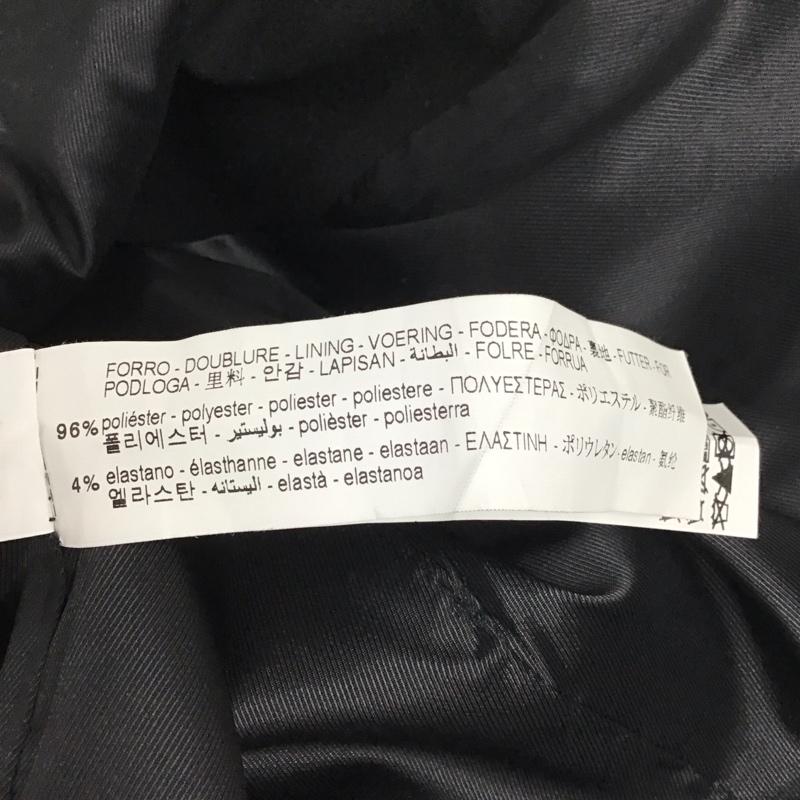 FORRO - DOUBLURE - LINING - VOERING - FODERA - ΦΟΔΡΑ - 裏地 - FUTTER - FOR
PODLOGA - 里料 - 안감 - LAPISAN - البطانة - FOLRE - FORRUA
96% poliéster - polyester - poliester - poliestere - ΠΟΛΥΕΣΤΕΡΑΣ - ポリエステル - 聚酯纤维
폴리에스터 - بوليستير - polièster - poliesterra
4% elastano - élasthanne - elastane - elastaan - ΕΛΑΣΤΙΝΗ - ポリウレタン - elastan - 氨纶
엘라스탄 - اليستانه - elastà - elastanoa